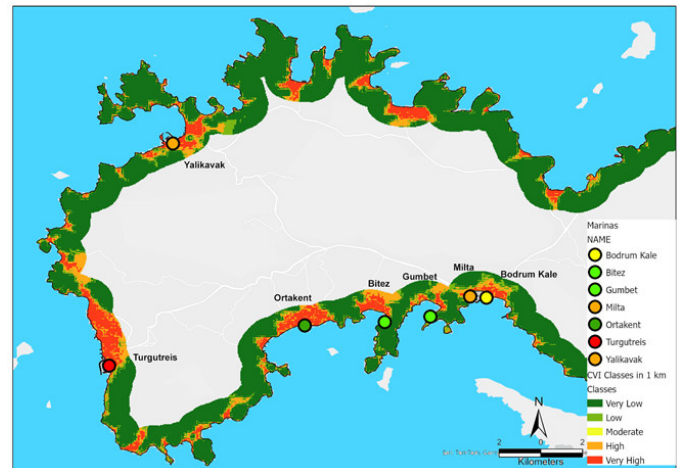 Yalikavak
Ortakent
Bitez
Gumbet
Milta
Bodrum Kale
Turgutreis
Marinas
NAME
Bodrum Kale
Bitez
Gumbet
Milta
Ortakent
Turgutreis
Yalikavak
CVI Classes in 1 km
Classes
Very Low
Low
Moderate
High
Very High
N
2 0 2
Kilometers